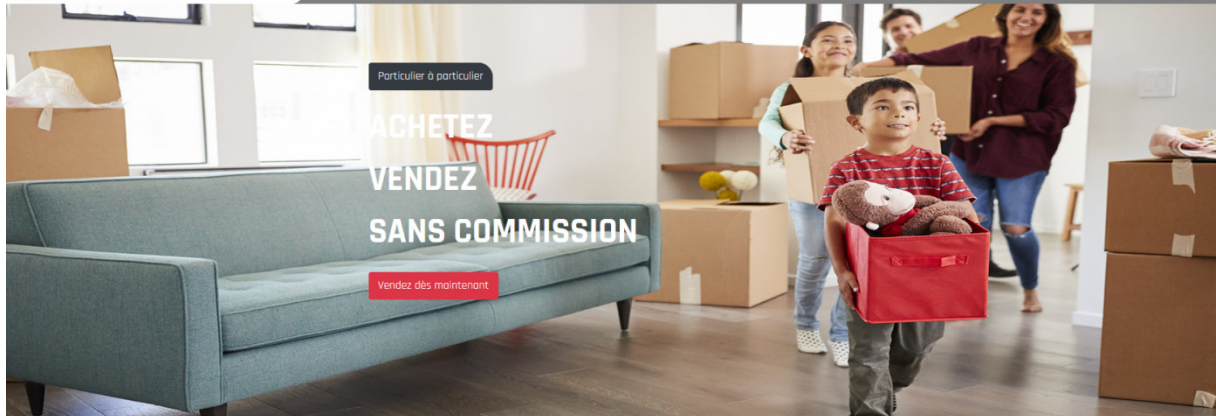 Particulier à particulier
ACHETEZ
VENDEZ
SANS COMMISSION
Vendez dès maintenant